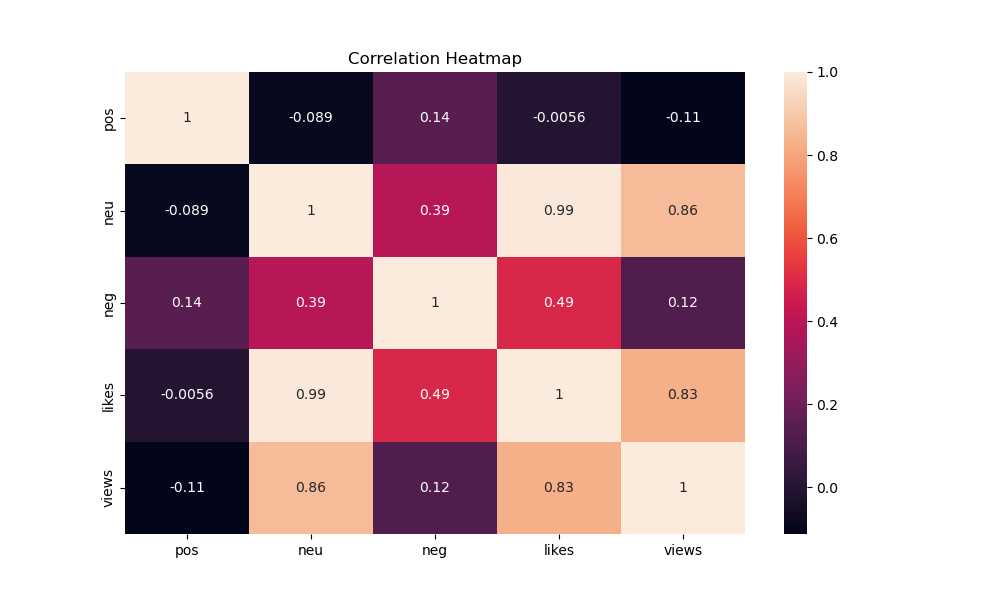 Correlation Heatmap
pos 1 -0.089 0.14 -0.0056 -0.11
neu -0.089 1 0.39 0.99 0.86
neg 0.14 0.39 1 0.49 0.12
likes -0.0056 0.99 0.49 1 0.83
views -0.11 0.86 0.12 0.83 1
pos neu neg likes views
1.0
0.8
0.6
0.4
0.2
0.0